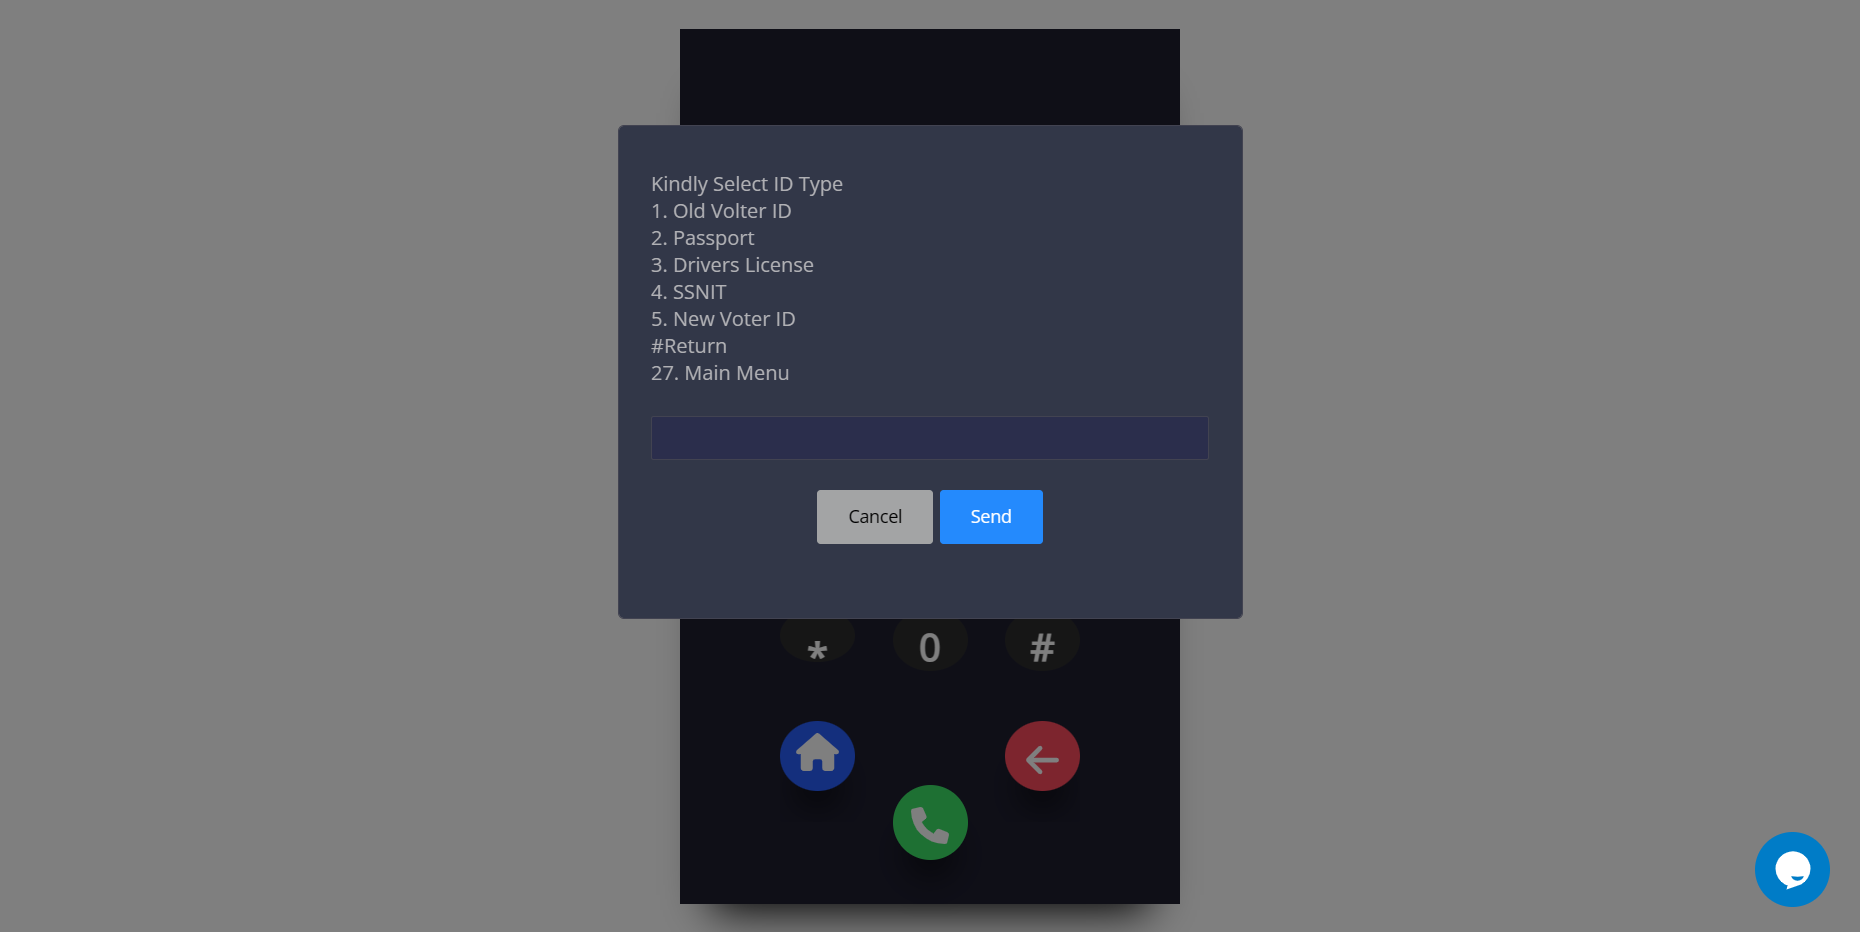 Kindly Select ID Type
1. Old Volter ID
2. Passport
3. Drivers License
4. SSNIT
5. New Voter ID
#Return
27. Main Menu
Cancel Send
* 0 #